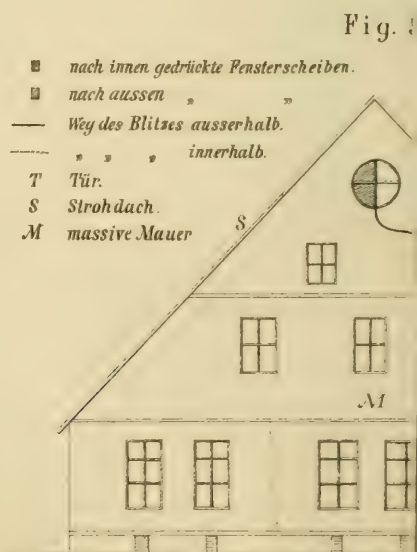 Fig.
nach innen gedrückte Fensterscheiben.
nach aussen „ „
Weg des Blitzes ausserhalb.
„ „ „ innerhalb.
T Tür.
S Strohdach.
M massive Mauer
S
M